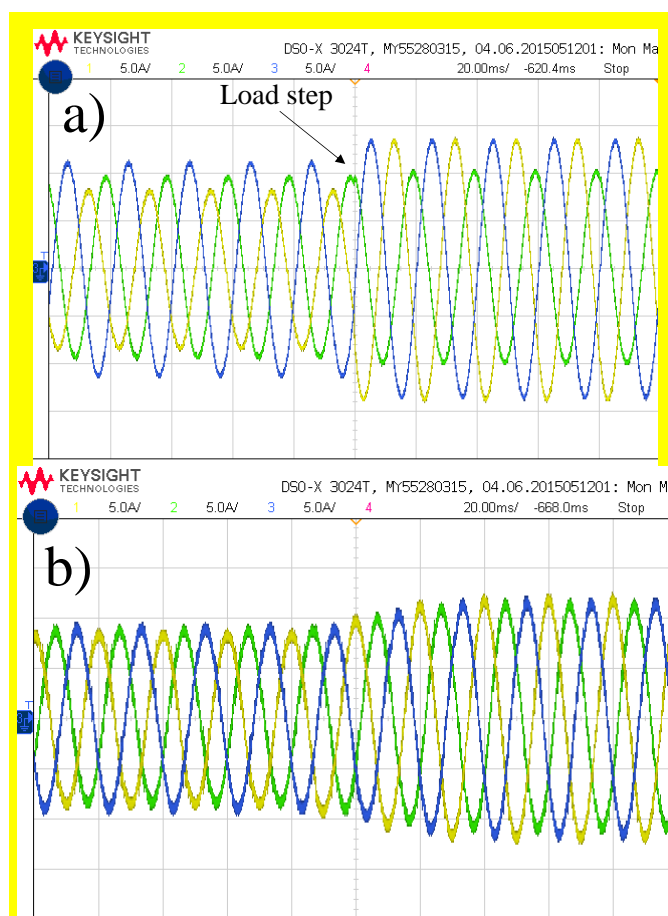 KEYSIGHT
TECHNOLOGIES
DSO-X 3024T, MY55280315, 04.06.2015051201: Mon Ma
1 5.0A/ 2 5.0A/ 3 5.0A/ 4 20.00ms/ -620.4ms Stop
Load step
a)
T
KEYSIGHT
TECHNOLOGIES
DSO-X 3024T, MY55280315, 04.06.2015051201: Mon M
1 5.0A/ 2 5.0A/ 3 5.0A/ 4 20.00ms/ -668.0ms Stop
b)
T